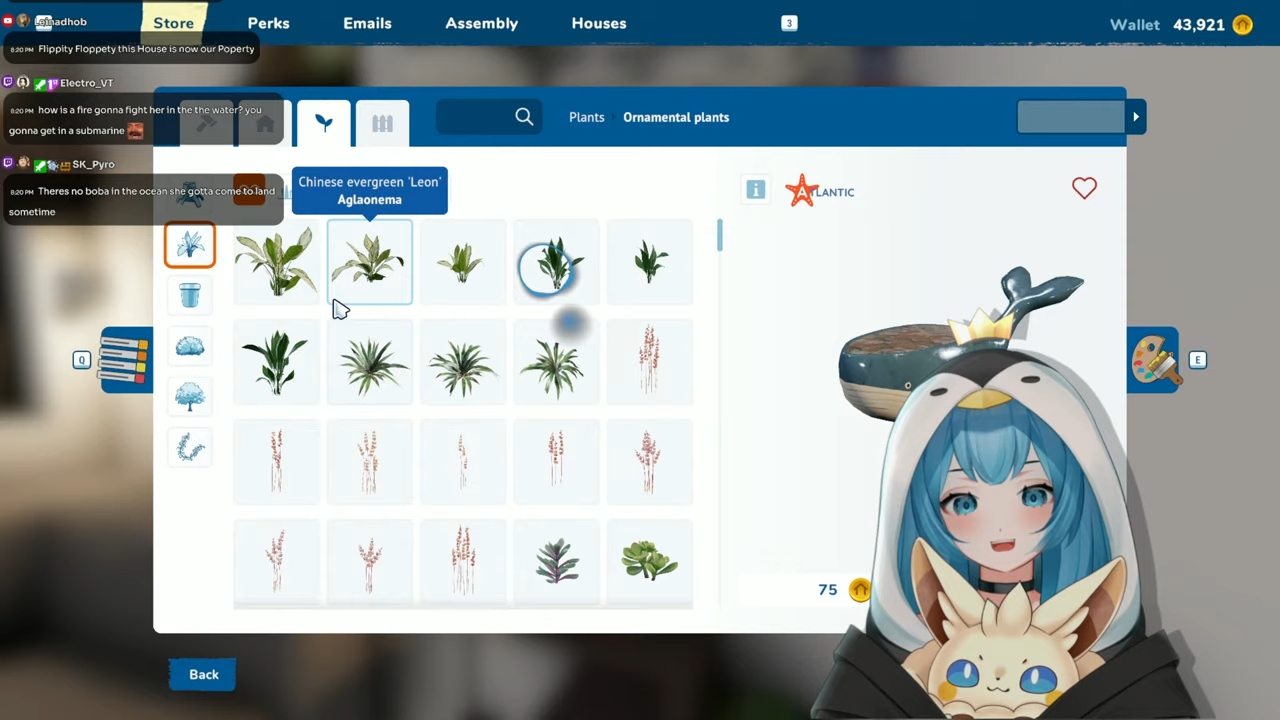 Store
Perks
Emails
Assembly
Houses
3
Wallet 43,921
Loinadhob
8:20 PM Flippity Floppety this House is now our Poperty
Electro_VT
8:20 PM how is a fire gonna fight her in the the water? you
gonna get in a submarine
SK_Pyro
8:20 PM Theres no boba in the ocean she gotta come to land
sometime
Plants
Ornamental plants
Chinese evergreen 'Leon'
Aglaonema
ATLANTIC
Q
E
75
Back